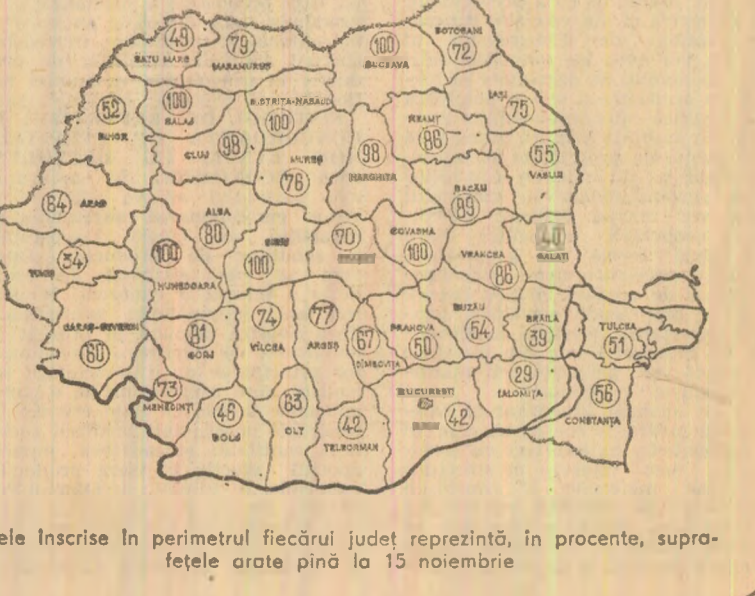 BOTOȘANI
49
79
100
72
SATU MARE
MARAMUREȘ
SUCEAVA
100
BISTRIȚA-NĂSĂUD
IAȘI
52
SALAJ
100
NEAMȚ
75
BIHOR
CLUJ
98
98
86
MUREȘ
55
76
HARGHITA
VASLUI
BACĂU
64
ARAD
89
ALBA
80
70
COVASNA
40
SIBIU
100
VRANCEA
GALAȚI
34
100
100
86
TIMIȘ
HUNEDOARA
CARAȘ-SEVERIN
74
77
BUZĂU
BRĂILA
81
PRAHOVA
54
TULCEA
60
GORJ
VÎLCEA
ARGEȘ
67
50
39
51
DÎMBOVIȚA
73
29
MEHEDINȚI
63
BUCUREȘTI
IALOMIȚA
56
46
42
42
CONSTANȚA
DOLJ
OLT
TELEORMAN
ele înscrise în perimetrul fiecărui județ reprezintă, în procente, supra-
fețele arate pînă la 15 noiembrie